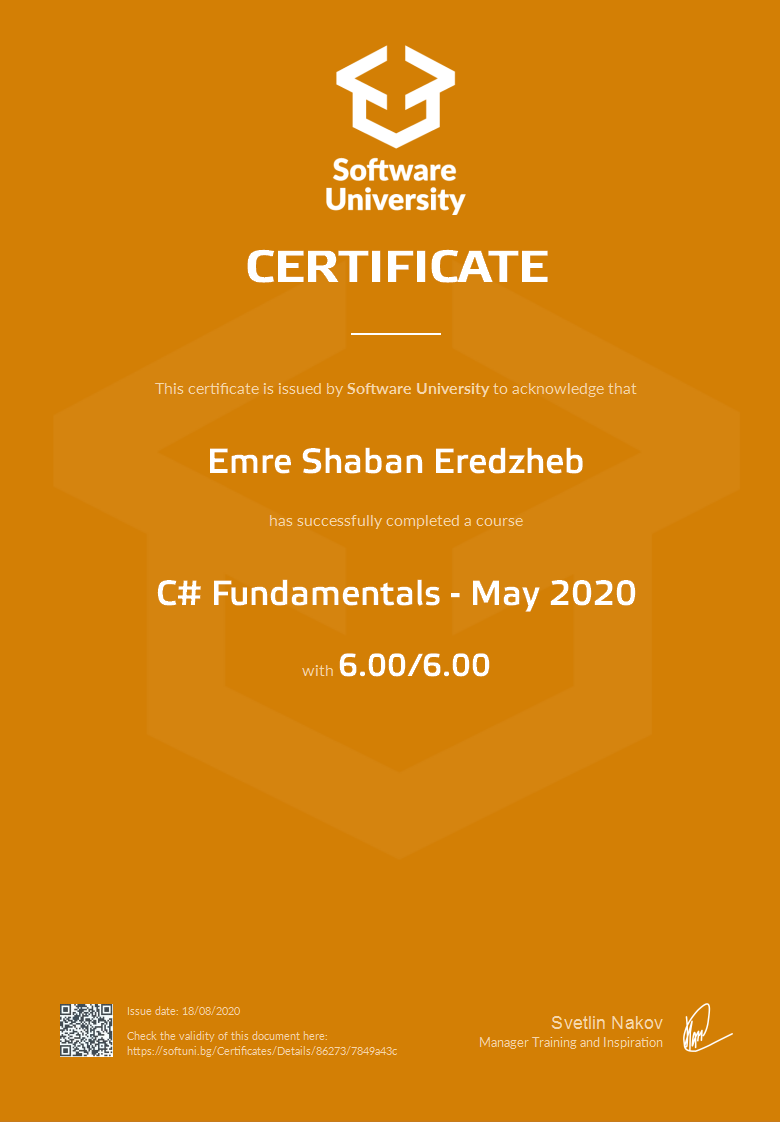 Software
University
CERTIFICATE
This certificate is issued by Software University to acknowledge that
Emre Shaban Eredzheb
has successfully completed a course
C# Fundamentals - May 2020
with 6.00/6.00
Issue date: 18/08/2020
Check the validity of this document here:
https://softuni.bg/Certificates/Details/86273/7849a43c
Svetlin Nakov
Manager Training and Inspiration